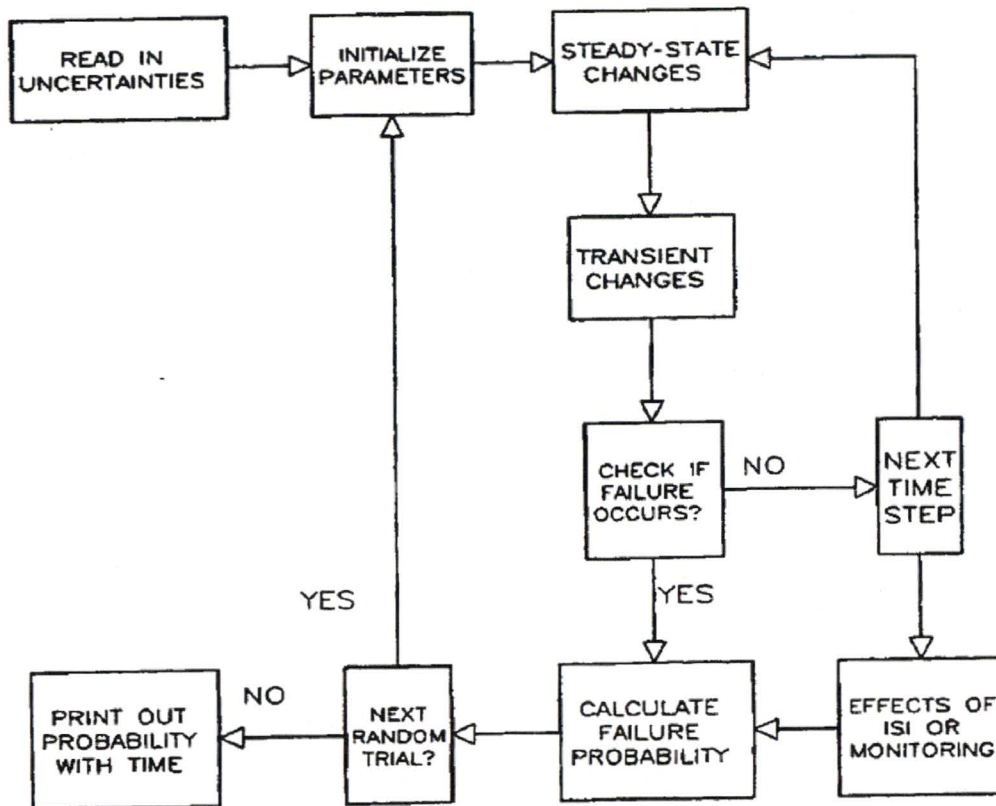 READ IN
UNCERTAINTIES
INITIALIZE
PARAMETERS
STEADY-STATE
CHANGES
TRANSIENT
CHANGES
CHECK IF
FAILURE
OCCURS?
NO
NEXT
TIME
STEP
YES
YES
PRINT OUT
PROBABILITY
WITH TIME
NO
NEXT
RANDOM
TRIAL?
CALCULATE
FAILURE
PROBABILITY
EFFECTS OF
ISI OR
MONITORING